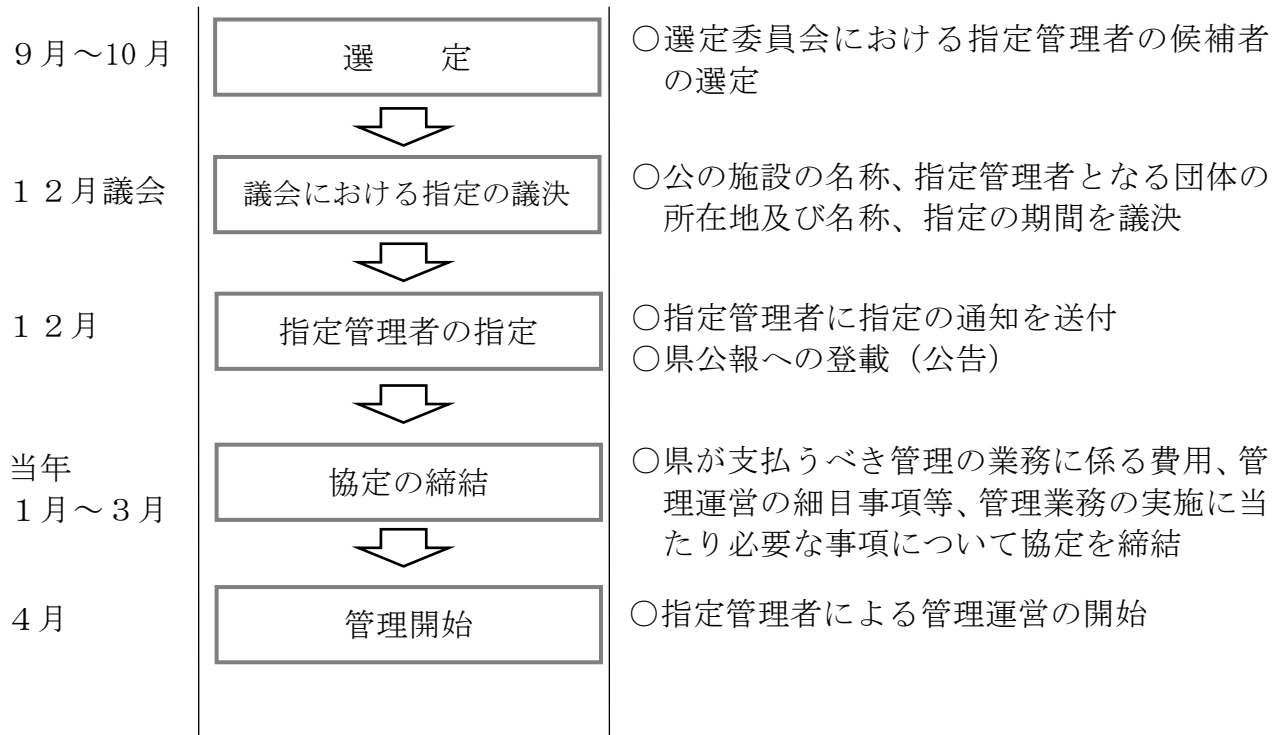 ９月～10月
選　　定
○選定委員会における指定管理者の候補者
の選定
１２月議会
議会における指定の議決
○公の施設の名称、指定管理者となる団体の
所在地及び名称、指定の期間を議決
１２月
指定管理者の指定
○指定管理者に指定の通知を送付
○県公報への登載（公告）
当年
１月～３月
協定の締結
○県が支払うべき管理の業務に係る費用、管
理運営の細目事項等、管理業務の実施に当
たり必要な事項について協定を締結
４月
管理開始
○指定管理者による管理運営の開始